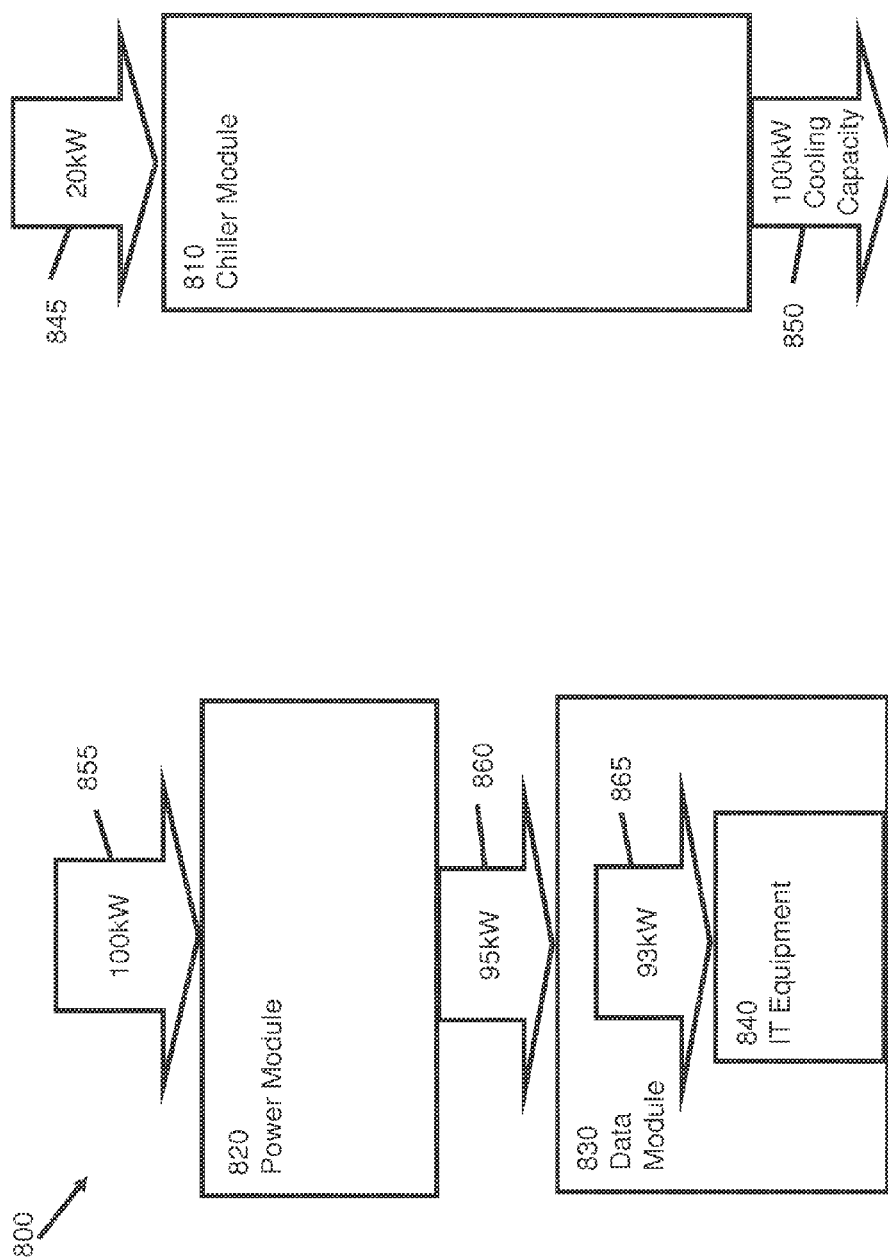 800
100kW
855
820
Power Module
95kW
860
830
Data
Module
93kW
865
840
IT Equipment
20kW
845
810
Chiller Module
100kW
Cooling
Capacity
850